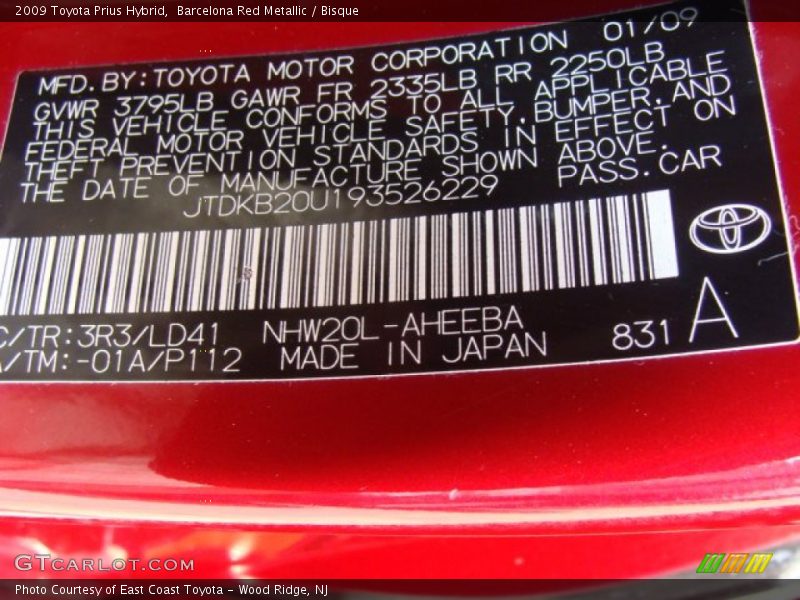 2009 Toyota Prius Hybrid,  Barcelona Red Metallic / Bisque
MFD. BY: TOYOTA MOTOR CORPORATION 01/09
GVWR 3795LB GAWR FR 2335LB RR 2250LB
THIS VEHICLE CONFORMS TO ALL APPLICABLE
FEDERAL MOTOR VEHICLE SAFETY, BUMPER, AND
THEFT PREVENTION STANDARDS IN EFFECT ON
THE DATE OF MANUFACTURE SHOWN ABOVE.
JTDKB20U193526229 PASS. CAR
C/TR: 3R3/LD41 NHW20L-AHEEBA 831 A
A/TM: -01A/P112 MADE IN JAPAN
GTCARLOT.COM
Photo Courtesy of East Coast Toyota - Wood Ridge, NJ